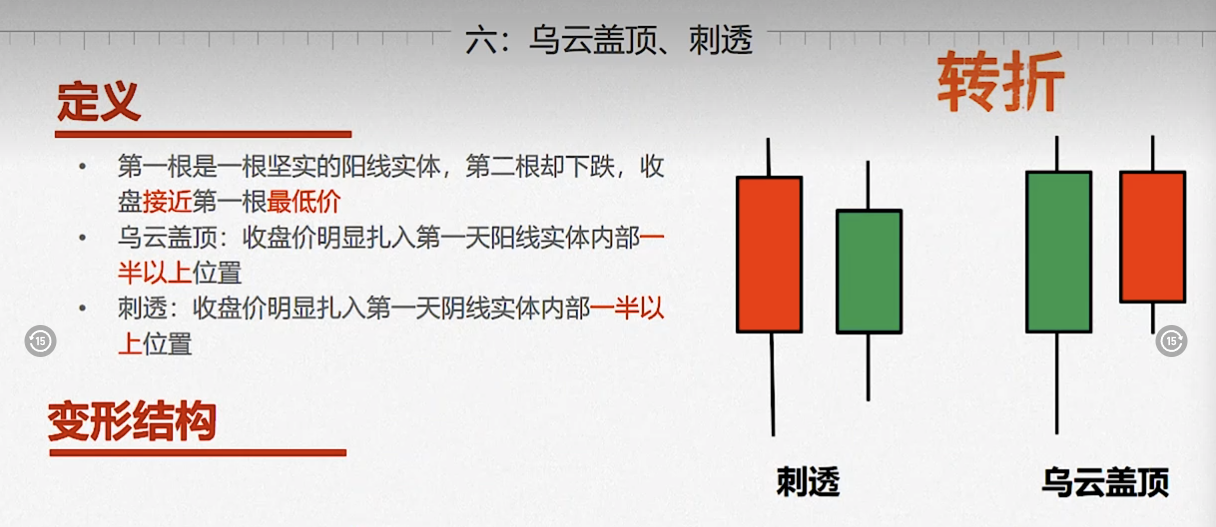 六：乌云盖顶、刺透
转折
定义
• 第一根是一根坚实的阳线实体，第二根却下跌，收
盘接近第一根最低价
• 乌云盖顶：收盘价明显扎入第一天阳线实体内部一
半以上位置
• 刺透：收盘价明显扎入第一天阴线实体内部一半以
上位置
15
15
变形结构
刺透
乌云盖顶